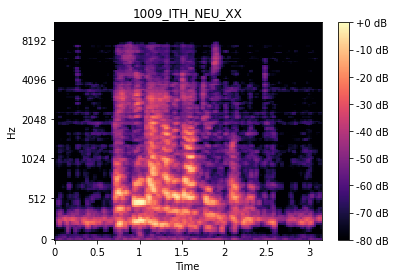 1009_ITH_NEU_XX
Hz
8192
4096
2048
1024
512
0
0 0.5 1 1.5 2 2.5 3
Time
+0 dB
-10 dB
-20 dB
-30 dB
-40 dB
-50 dB
-60 dB
-70 dB
-80 dB